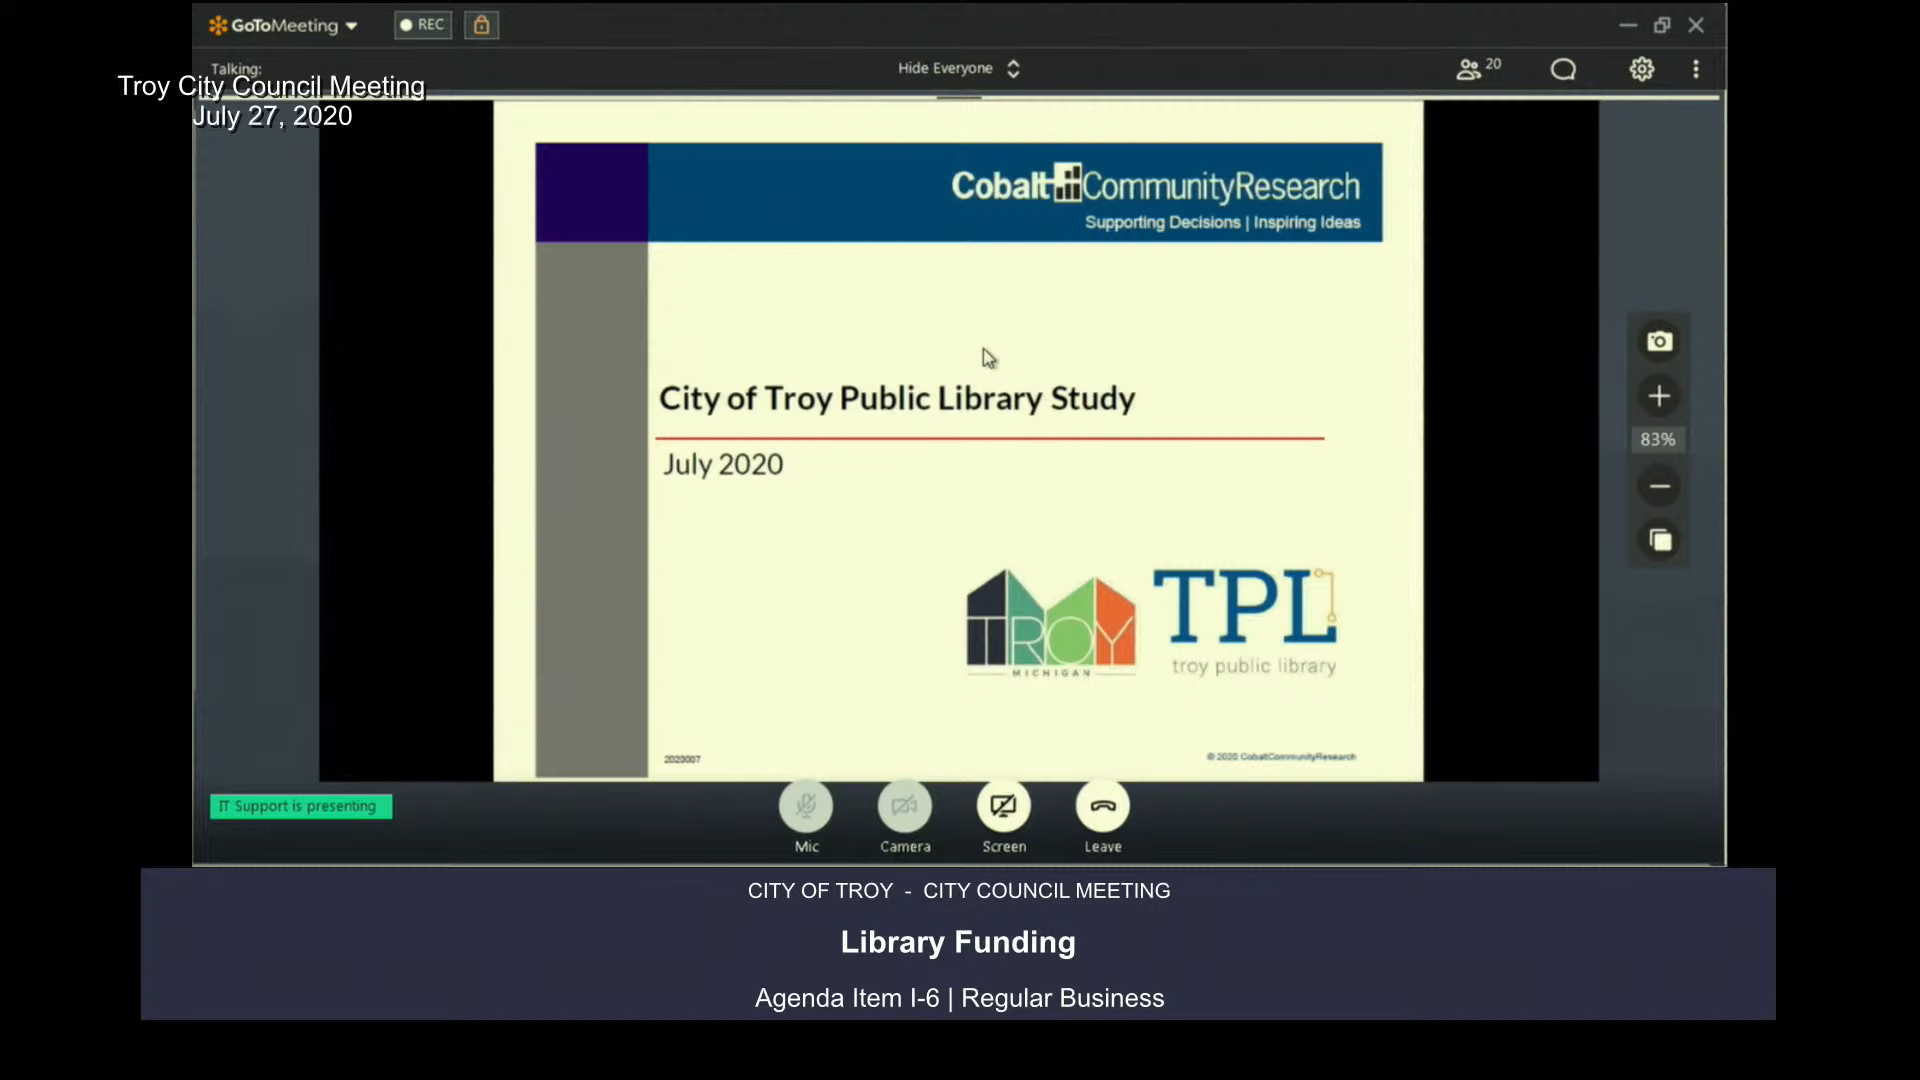 GoToMeeting
REC
Talking:
Hide Everyone
20
Troy City Council Meeting
July 27, 2020
CobaltCommunityResearch
Supporting Decisions | Inspiring Ideas
City of Troy Public Library Study
July 2020
83%
TROY
MICHIGAN
TPL
troy public library
2020007
© 2020 CobaltCommunityResearch
IT Support is presenting
Mic
Camera
Screen
Leave
CITY OF TROY - CITY COUNCIL MEETING
Library Funding
Agenda Item I-6 | Regular Business